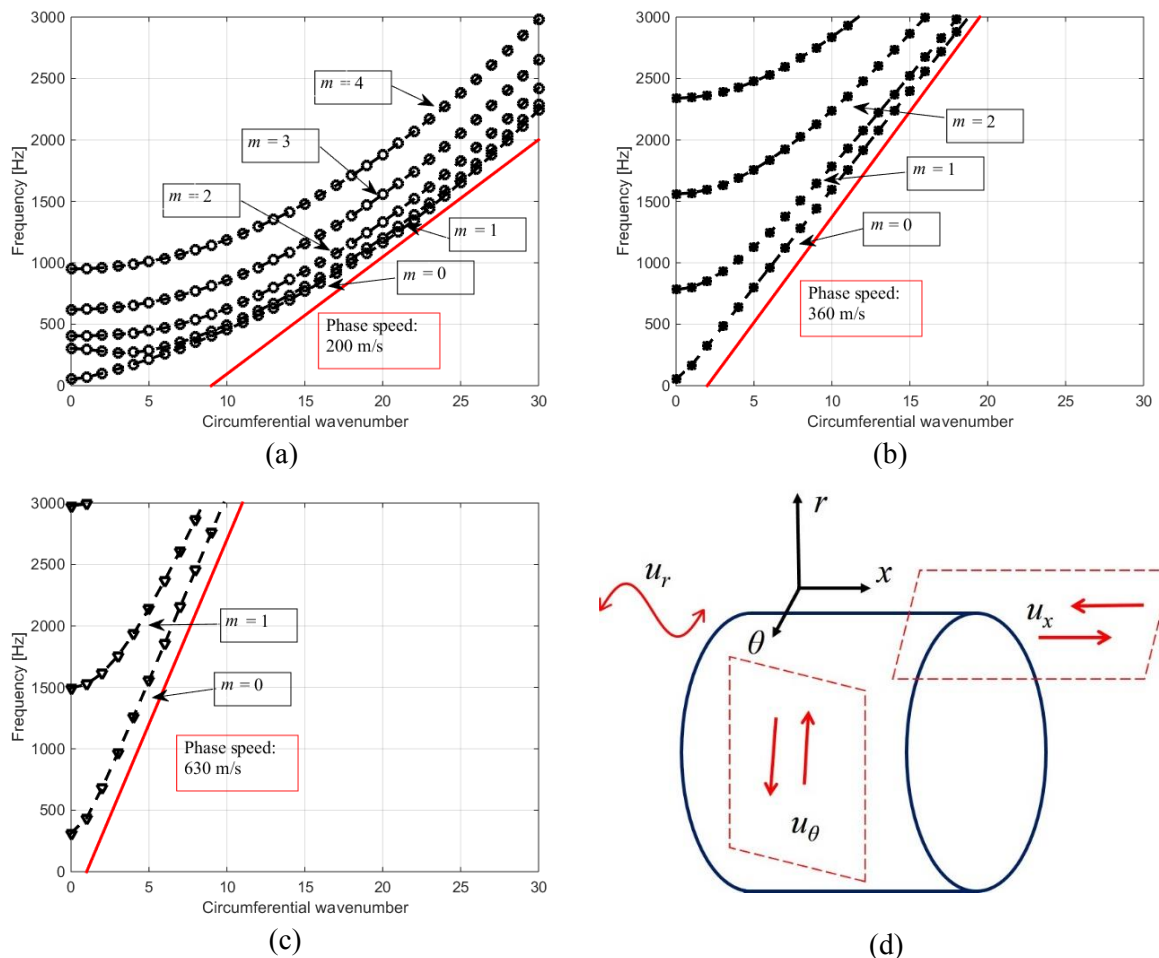 3000
2500
2000
1500
1000
500
0
Frequency [Hz]
m = 4
m = 3
m = 2
m = 1
m = 0
Phase speed:
200 m/s
0 5 10 15 20 25 30
Circumferential wavenumber
(a)
3000
2500
2000
1500
1000
500
0
Frequency [Hz]
m = 2
m = 1
m = 0
Phase speed:
360 m/s
0 5 10 15 20 25 30
Circumferential wavenumber
(b)
3000
2500
2000
1500
1000
500
0
Frequency [Hz]
m = 1
m = 0
Phase speed:
630 m/s
0 5 10 15 20 25 30
Circumferential wavenumber
(c)
r
x
θ
u_r
u_x
u_θ
(d)